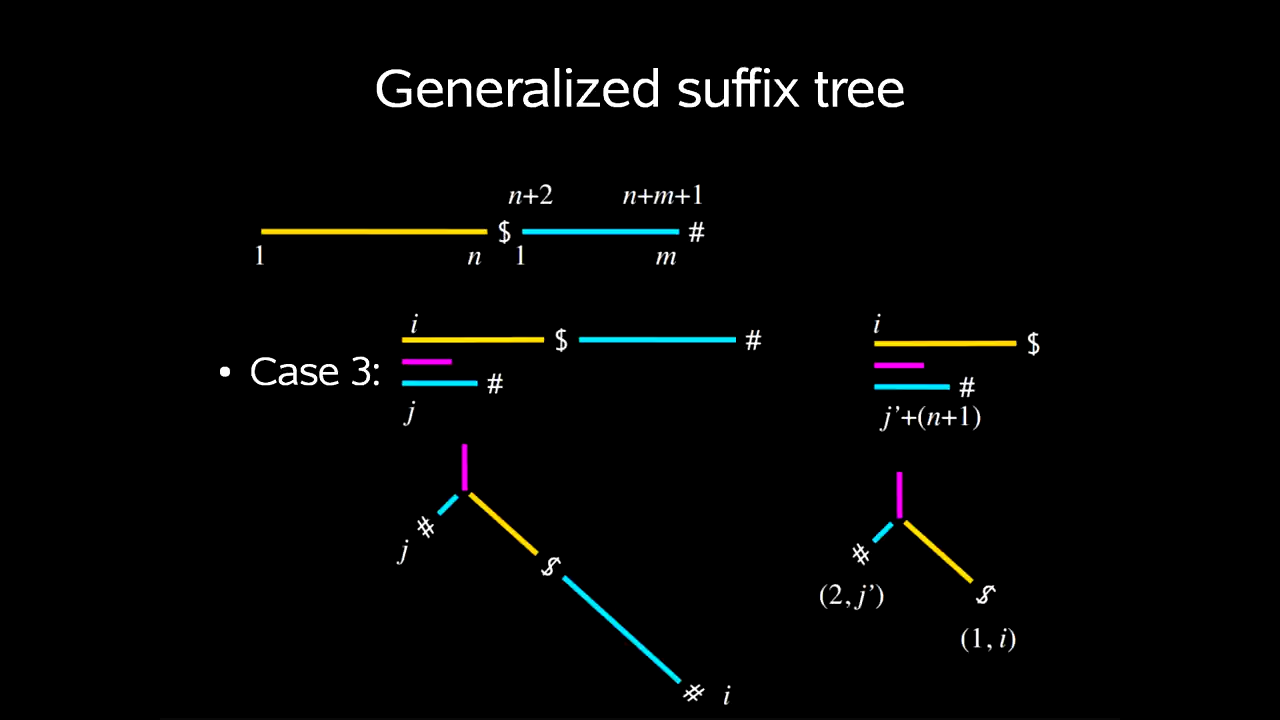 Generalized suffix tree
n+2 n+m+1
$ #
1 n 1 m
i i
$ # $
• Case 3:
# #
j j’+(n+1)
# $ # $
j (2, j’) (1, i)
# i